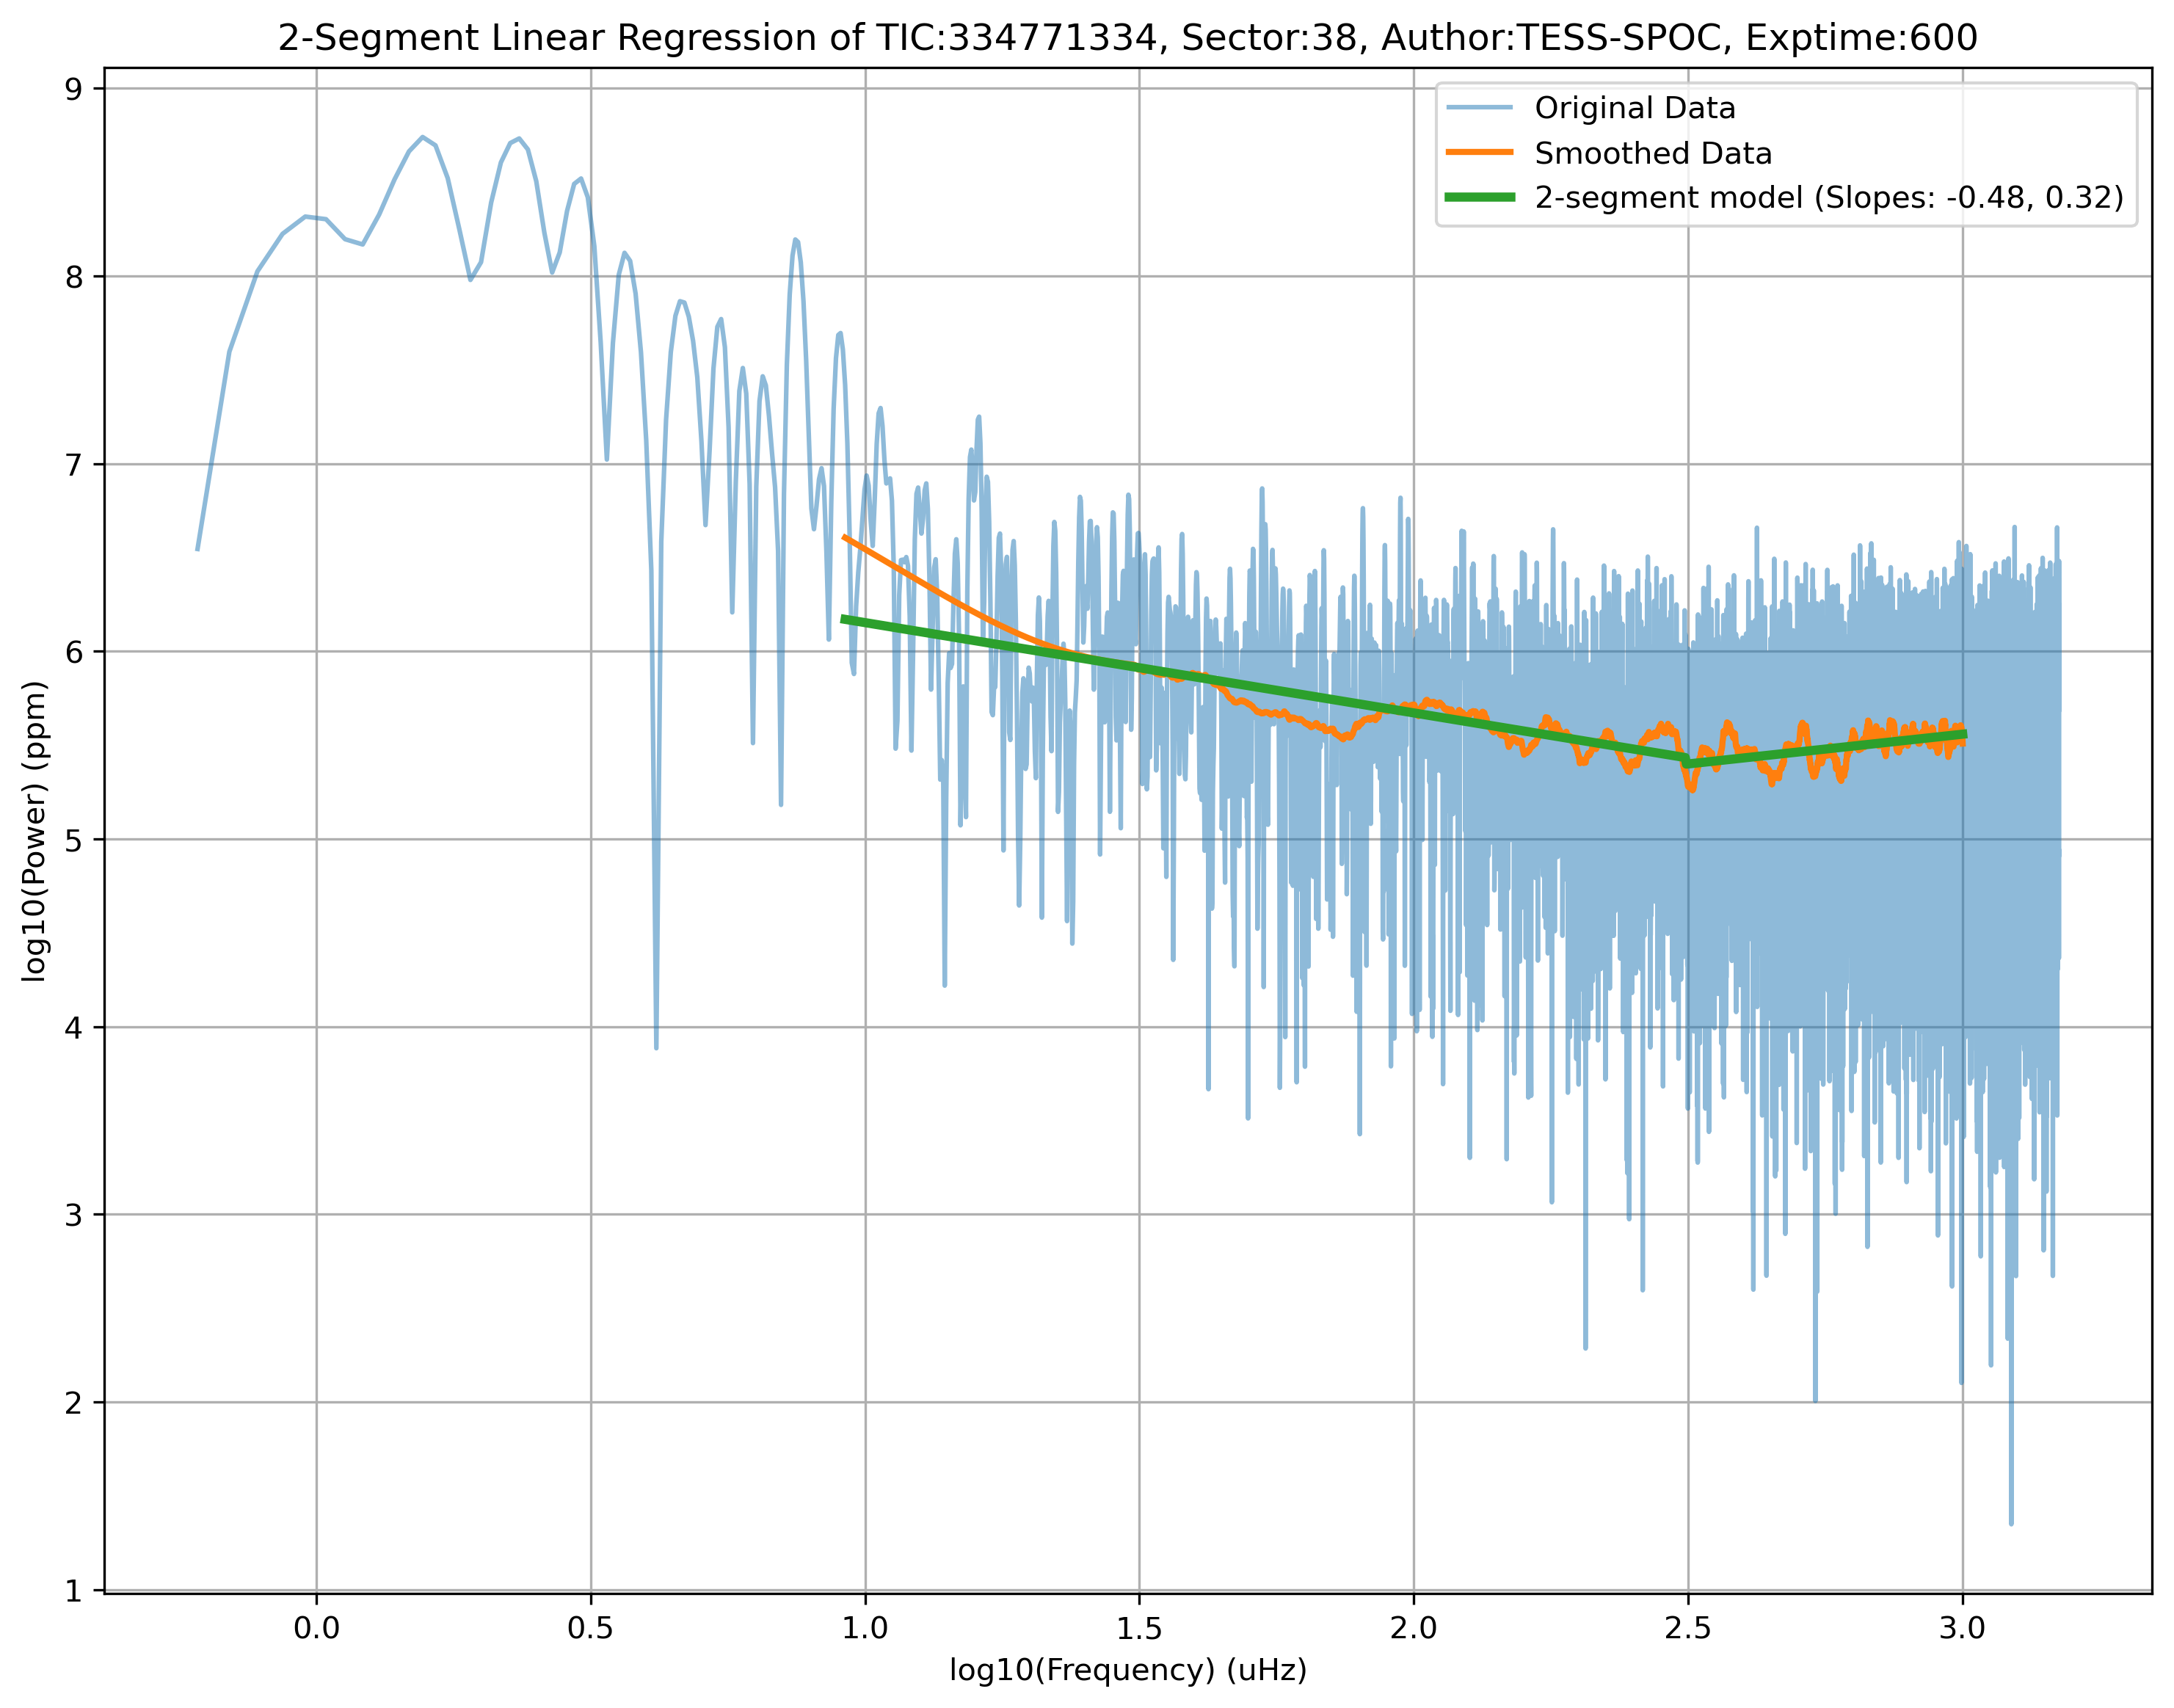 2-Segment Linear Regression of TIC:334771334, Sector:38, Author:TESS-SPOC, Exptime:600
Original Data
Smoothed Data
2-segment model (Slopes: -0.48, 0.32)
log10(Power) (ppm)
9
8
7
6
5
4
3
2
1
0.0 0.5 1.0 1.5 2.0 2.5 3.0
log10(Frequency) (uHz)